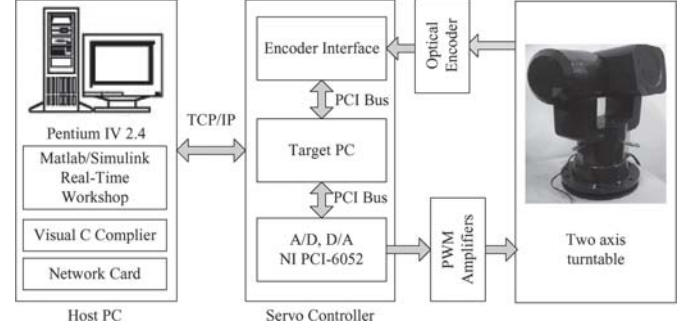 Pentium IV 2.4
Matlab/Simulink
Real-Time
Workshop
Visual C Complier
Network Card
Host PC
TCP/IP
Encoder Interface
PCI Bus
Target PC
PCI Bus
A/D, D/A
NI PCI-6052
Servo Controller
Optical
Encoder
PWM
Amplifiers
Two axis
turntable